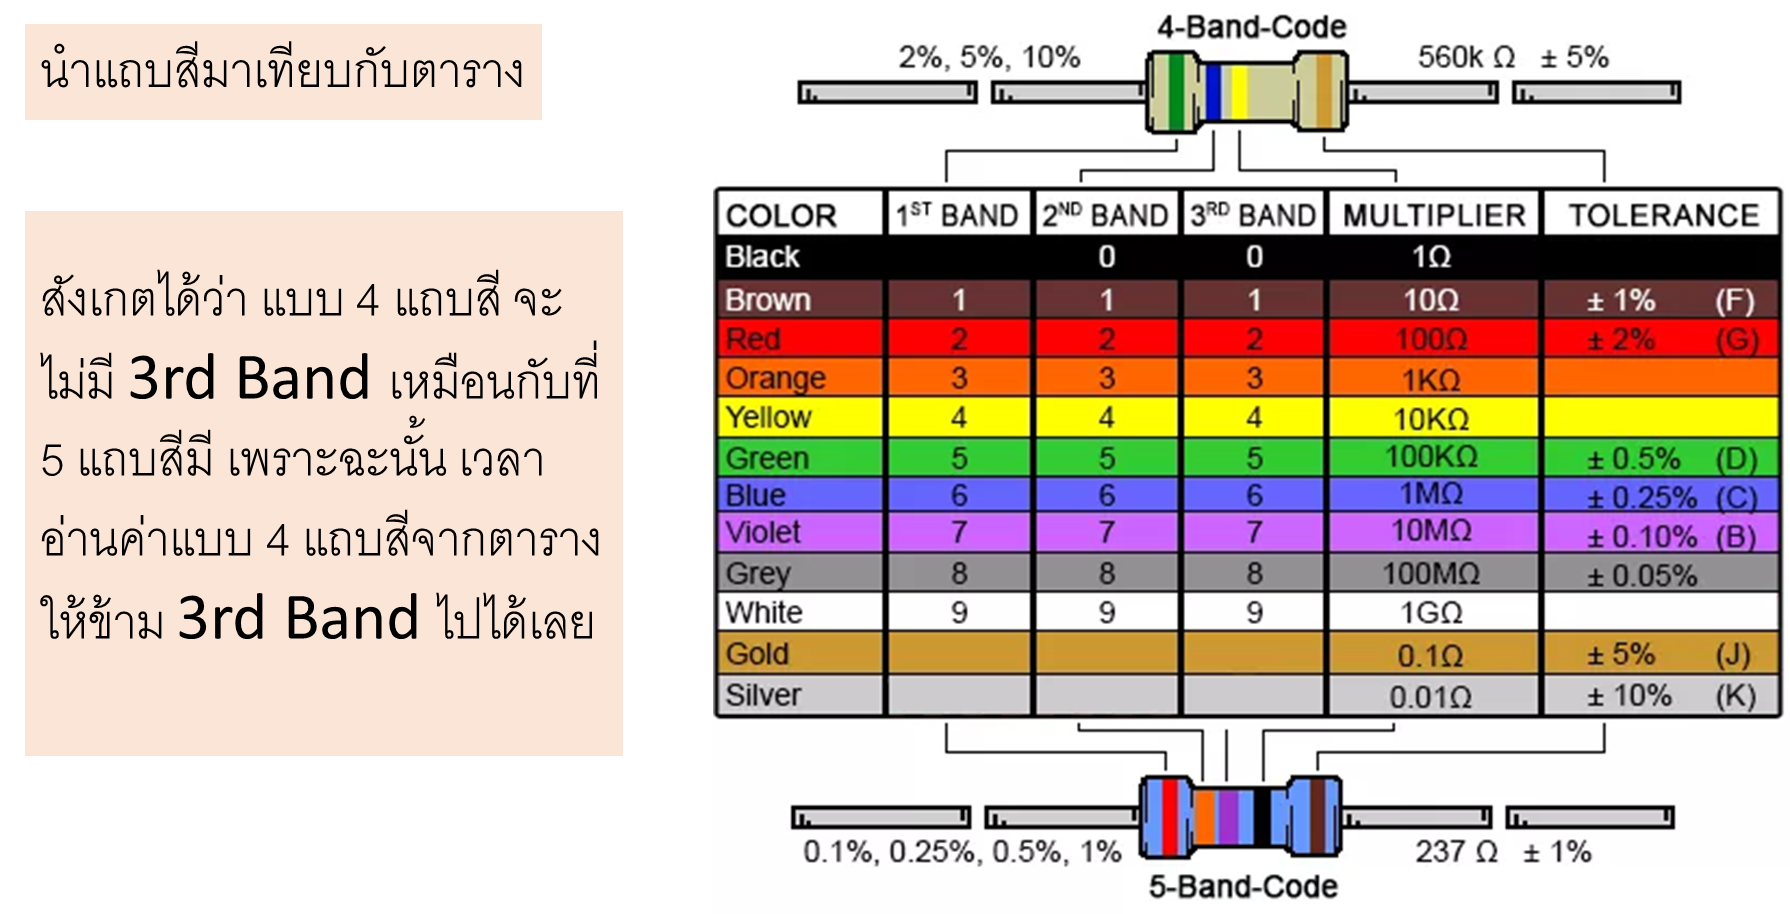 นำแถบสีมาเทียบกับตาราง
สังเกตได้ว่า แบบ 4 แถบสี จะ
ไม่มี 3rd Band เหมือนกับที่
5 แถบสีมี เพราะฉะนั้น เวลา
อ่านค่าแบบ 4 แถบสีจากตาราง
ให้ข้าม 3rd Band ไปได้เลย
4-Band-Code
2%, 5%, 10% 560k Ω ± 5%
COLOR 1ST BAND 2ND BAND 3RD BAND MULTIPLIER TOLERANCE
Black 0 0 1Ω
Brown 1 1 1 10Ω ± 1% (F)
Red 2 2 2 100Ω ± 2% (G)
Orange 3 3 3 1KΩ
Yellow 4 4 4 10KΩ
Green 5 5 5 100KΩ ± 0.5% (D)
Blue 6 6 6 1MΩ ± 0.25% (C)
Violet 7 7 7 10MΩ ± 0.10% (B)
Grey 8 8 8 100MΩ ± 0.05%
White 9 9 9 1GΩ
Gold 0.1Ω ± 5% (J)
Silver 0.01Ω ± 10% (K)
0.1%, 0.25%, 0.5%, 1% 237 Ω ± 1%
5-Band-Code